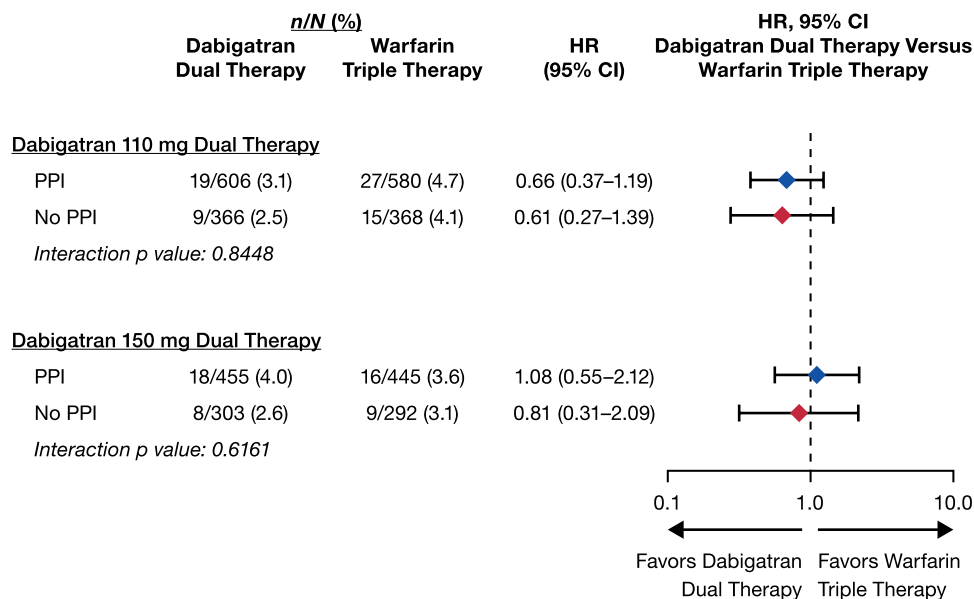 n/N (%)
Dabigatran Dual Therapy
Warfarin Triple Therapy
HR (95% CI)
HR, 95% CI
Dabigatran Dual Therapy Versus
Warfarin Triple Therapy
Dabigatran 110 mg Dual Therapy
PPI 19/606 (3.1) 27/580 (4.7) 0.66 (0.37–1.19)
No PPI 9/366 (2.5) 15/368 (4.1) 0.61 (0.27–1.39)
Interaction p value: 0.8448
Dabigatran 150 mg Dual Therapy
PPI 18/455 (4.0) 16/445 (3.6) 1.08 (0.55–2.12)
No PPI 8/303 (2.6) 9/292 (3.1) 0.81 (0.31–2.09)
Interaction p value: 0.6161
0.1 1.0 10.0
Favors Dabigatran
Dual Therapy
Favors Warfarin
Triple Therapy